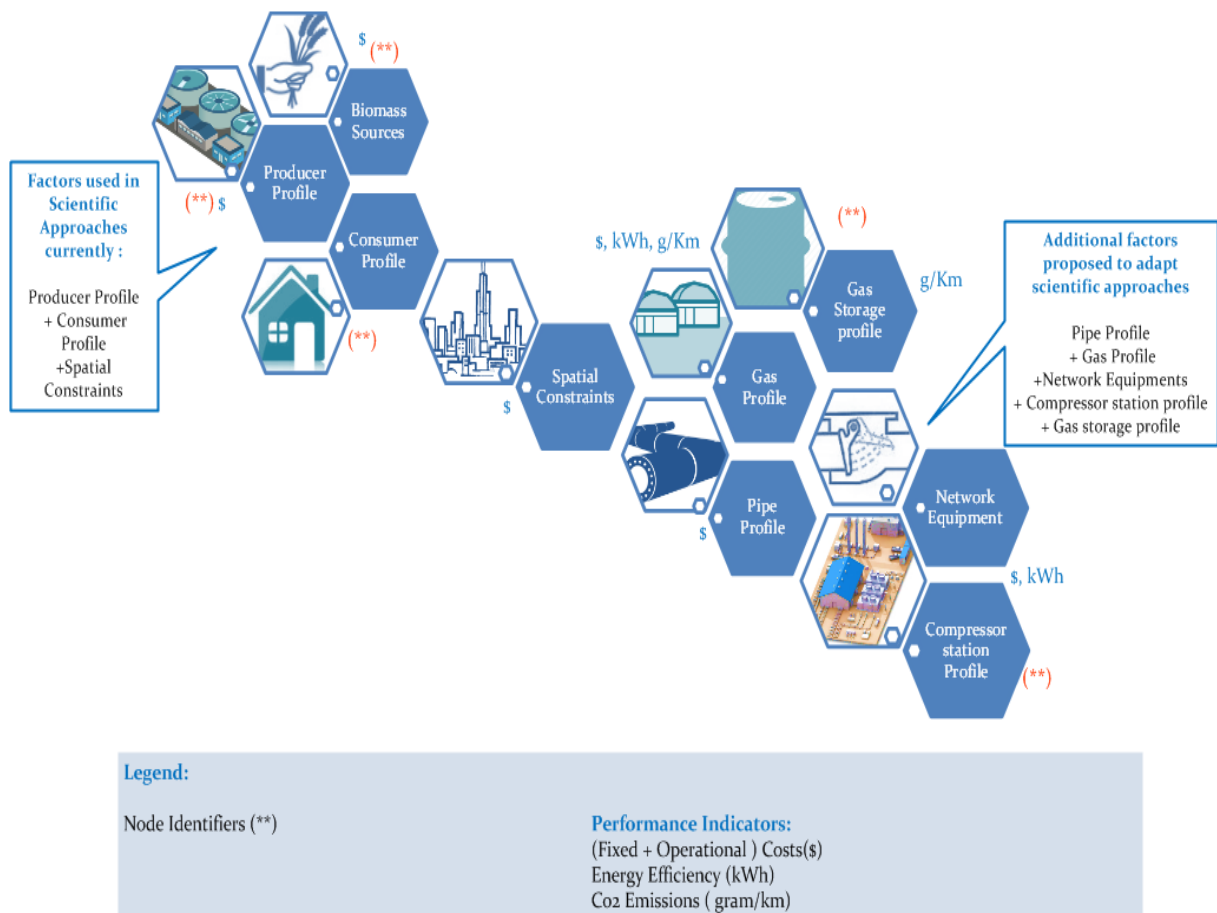 $
(**)
Biomass
Sources
Producer
Profile
(**) $
Consumer
Profile
(**)
Factors used in
Scientific
Approaches
currently :
Producer Profile
+ Consumer
Profile
+Spatial
Constraints
$
Spatial
Constraints
$, kWh, g/Km
(**)
Gas
Storage
profile
g/Km
Gas
Profile
$
Pipe
Profile
Network
Equipment
$, kWh
Compressor
station
Profile
(**)
Additional factors
proposed to adapt
scientific approaches
Pipe Profile
+ Gas Profile
+Network Equipments
+ Compressor station profile
+ Gas storage profile
Legend:
Node Identifiers (**)
Performance Indicators:
(Fixed + Operational ) Costs($)
Energy Efficiency (kWh)
Co2 Emissions ( gram/km)